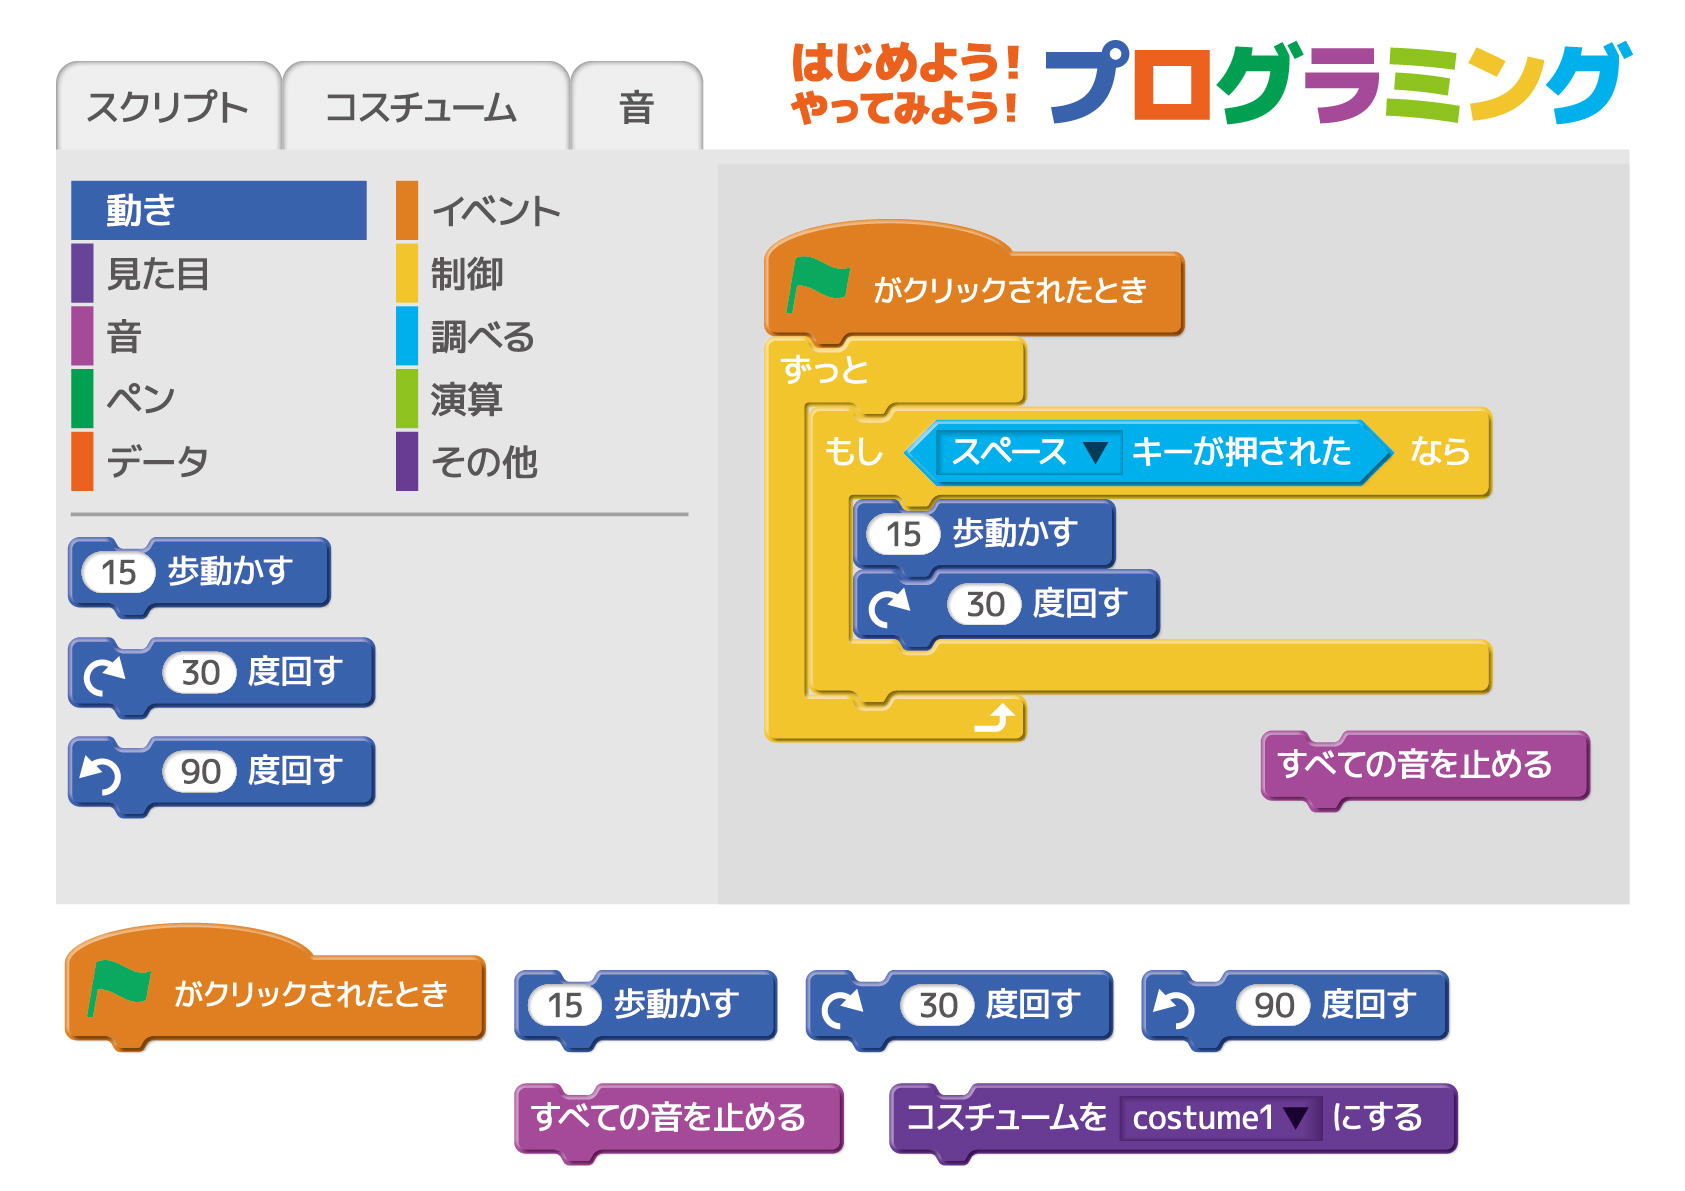 はじめよう!
やってみよう!
プログラミング
スクリプト
コスチューム
音
動き
見た目
音
ペン
データ
イベント
制御
調べる
演算
その他
15 歩動かす
30 度回す
90 度回す
がクリックされたとき
ずっと
もし スペース▼ キーが押された なら
15 歩動かす
30 度回す
すべての音を止める
がクリックされたとき
15 歩動かす
30 度回す
90 度回す
すべての音を止める
コスチュームを costume1▼ にする